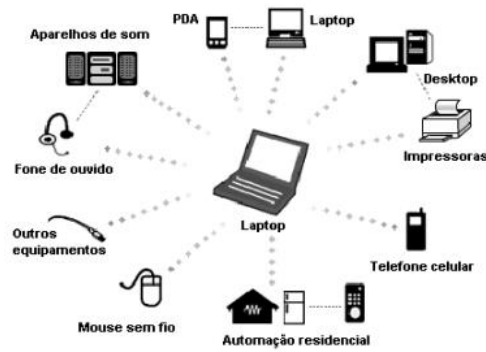 PDA
Laptop
Aparelhos de som
Desktop
Fone de ouvido
Impressoras
Laptop
Outros
equipamentos
Telefone celular
Mouse sem fio
Automação residencial